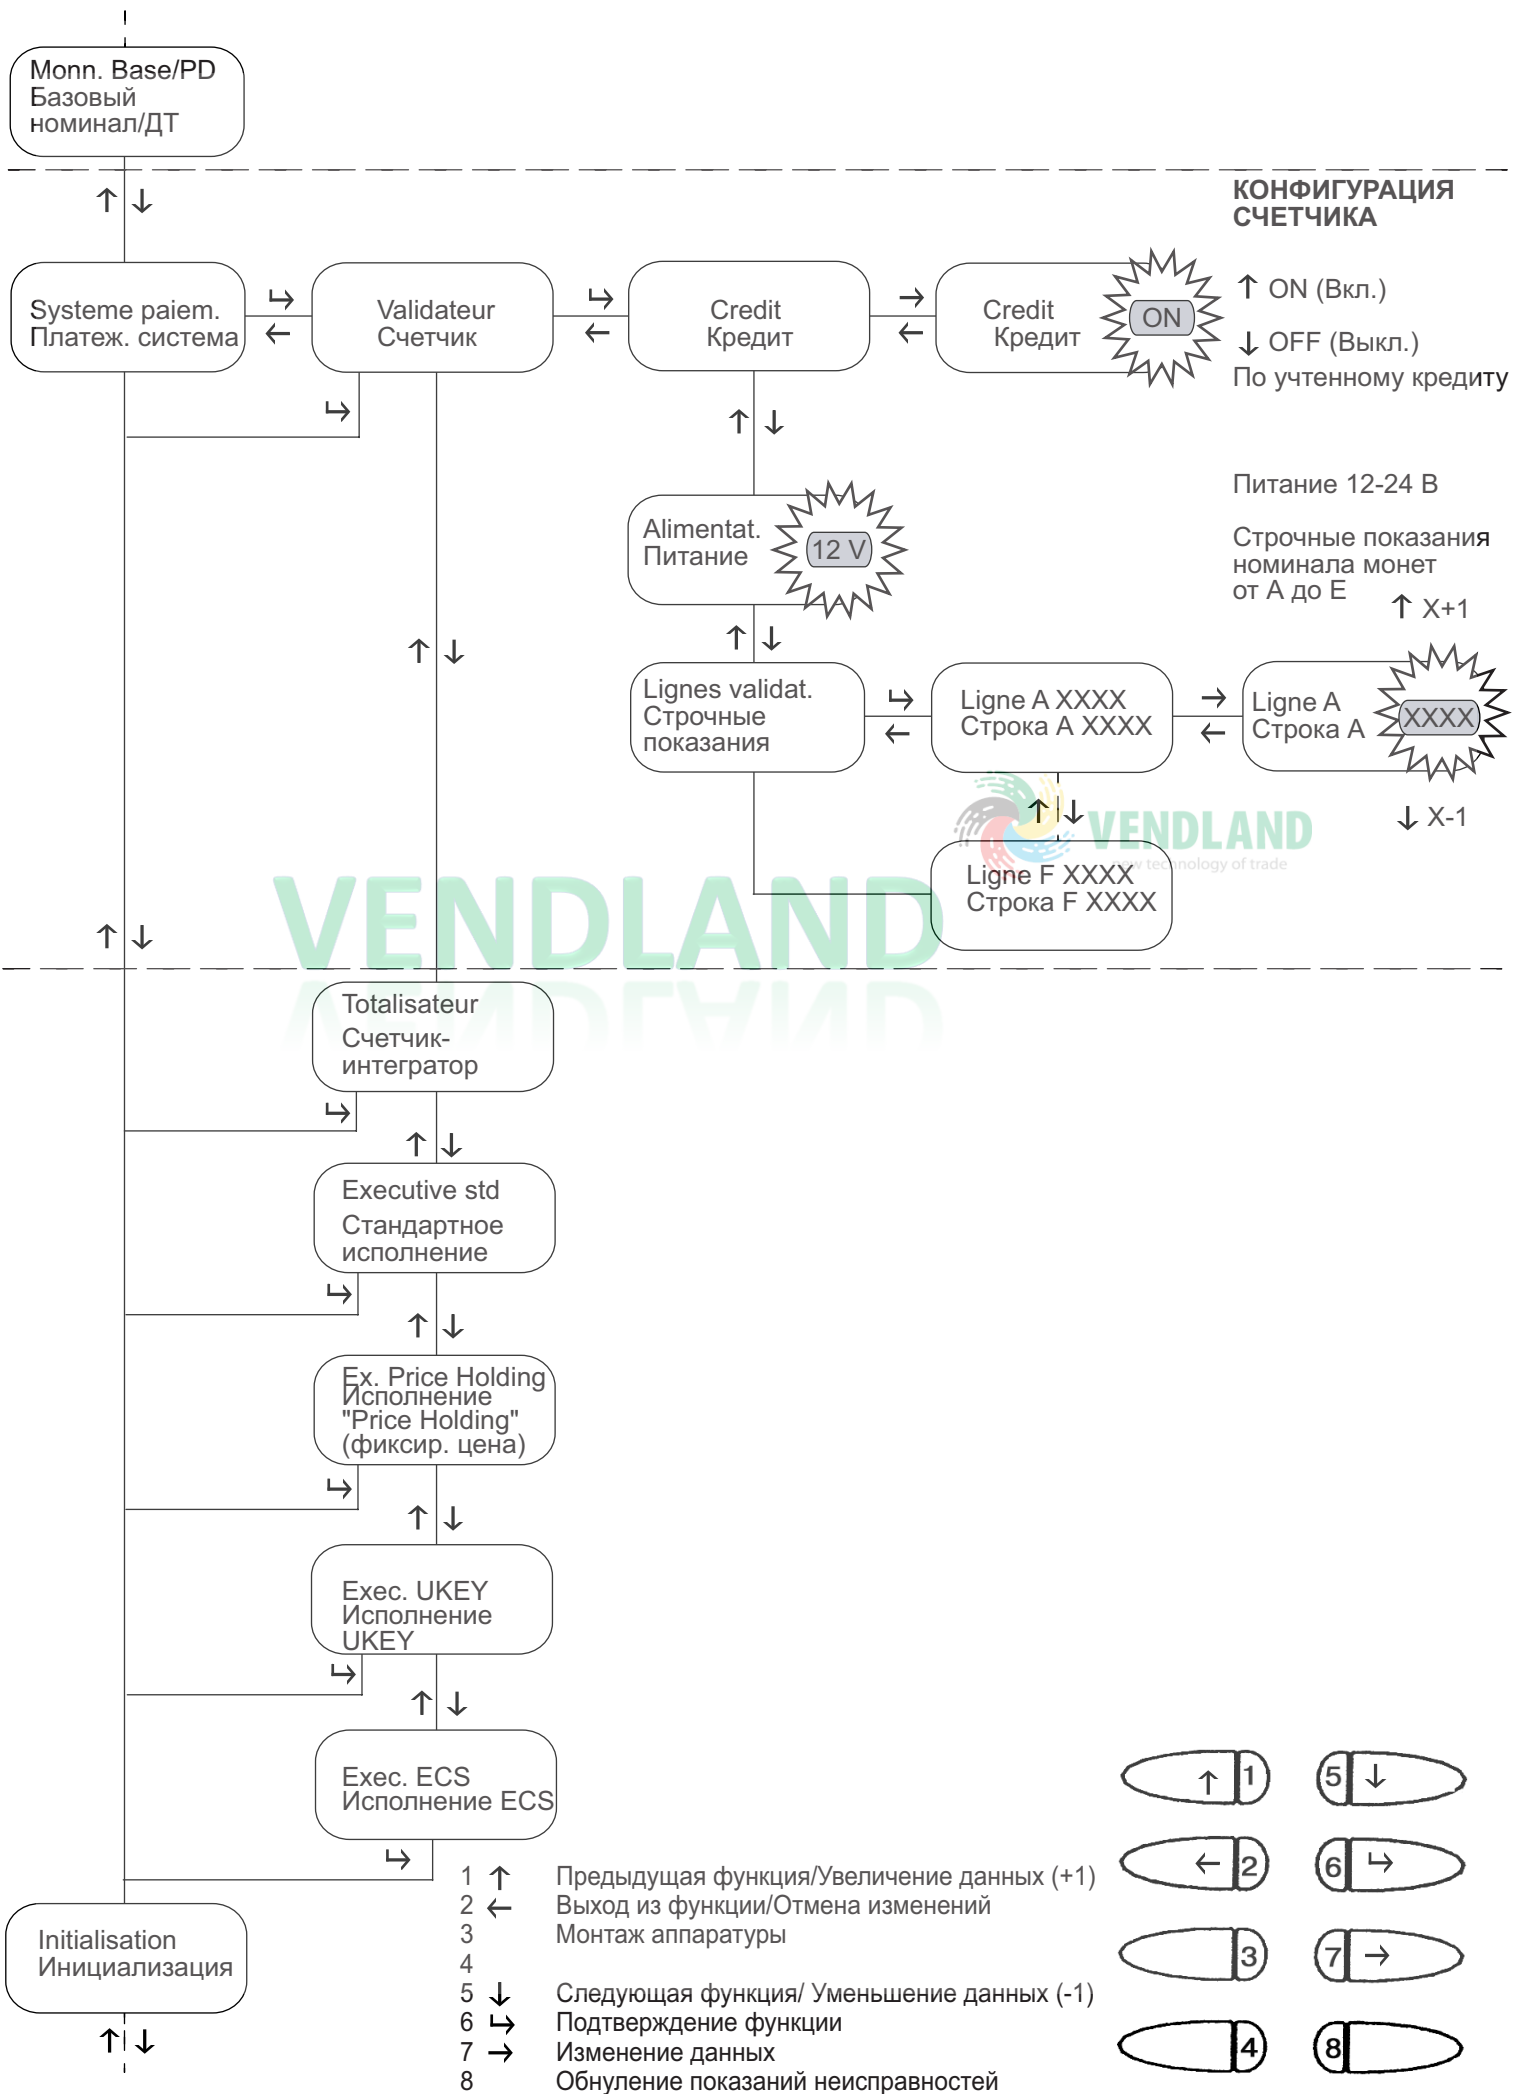 Monn. Base/PD
Базовый
номинал/ДТ
КОНФИГУРАЦИЯ
СЧЕТЧИКА
↑ ↓
Systeme paiem.
Платеж. система
Validateur
Счетчик
Credit
Кредит
Credit
Кредит
ON
↑ ON (Вкл.)
↓ OFF (Выкл.)
По учтенному кредиту
Alimentat.
Питание
12 V
Питание 12-24 В
Строчные показания
номинала монет
от A до E
↑ X+1
Lignes validat.
Строчные
показания
Ligne A XXXX
Строка A XXXX
Ligne A
Строка A
XXXX
↓ X-1
VENDLAND
new technology of trade
Ligne F XXXX
Строка F XXXX
VENDLAND
Totalisateur
Счетчик-
интегратор
Executive std
Стандартное
исполнение
Ex. Price Holding
Исполнение
"Price Holding"
(фиксир. цена)
Exec. UKEY
Исполнение
UKEY
Exec. ECS
Исполнение ECS
Initialisation
Инициализация
1 ↑ Предыдущая функция/Увеличение данных (+1)
2 ← Выход из функции/Отмена изменений
3 Монтаж аппаратуры
4
5 ↓ Следующая функция/ Уменьшение данных (-1)
6 ↳ Подтверждение функции
7 → Изменение данных
8 Обнуление показаний неисправностей
↑ 1
5 ↓
← 2
6 ↳
3
7 →
4
8